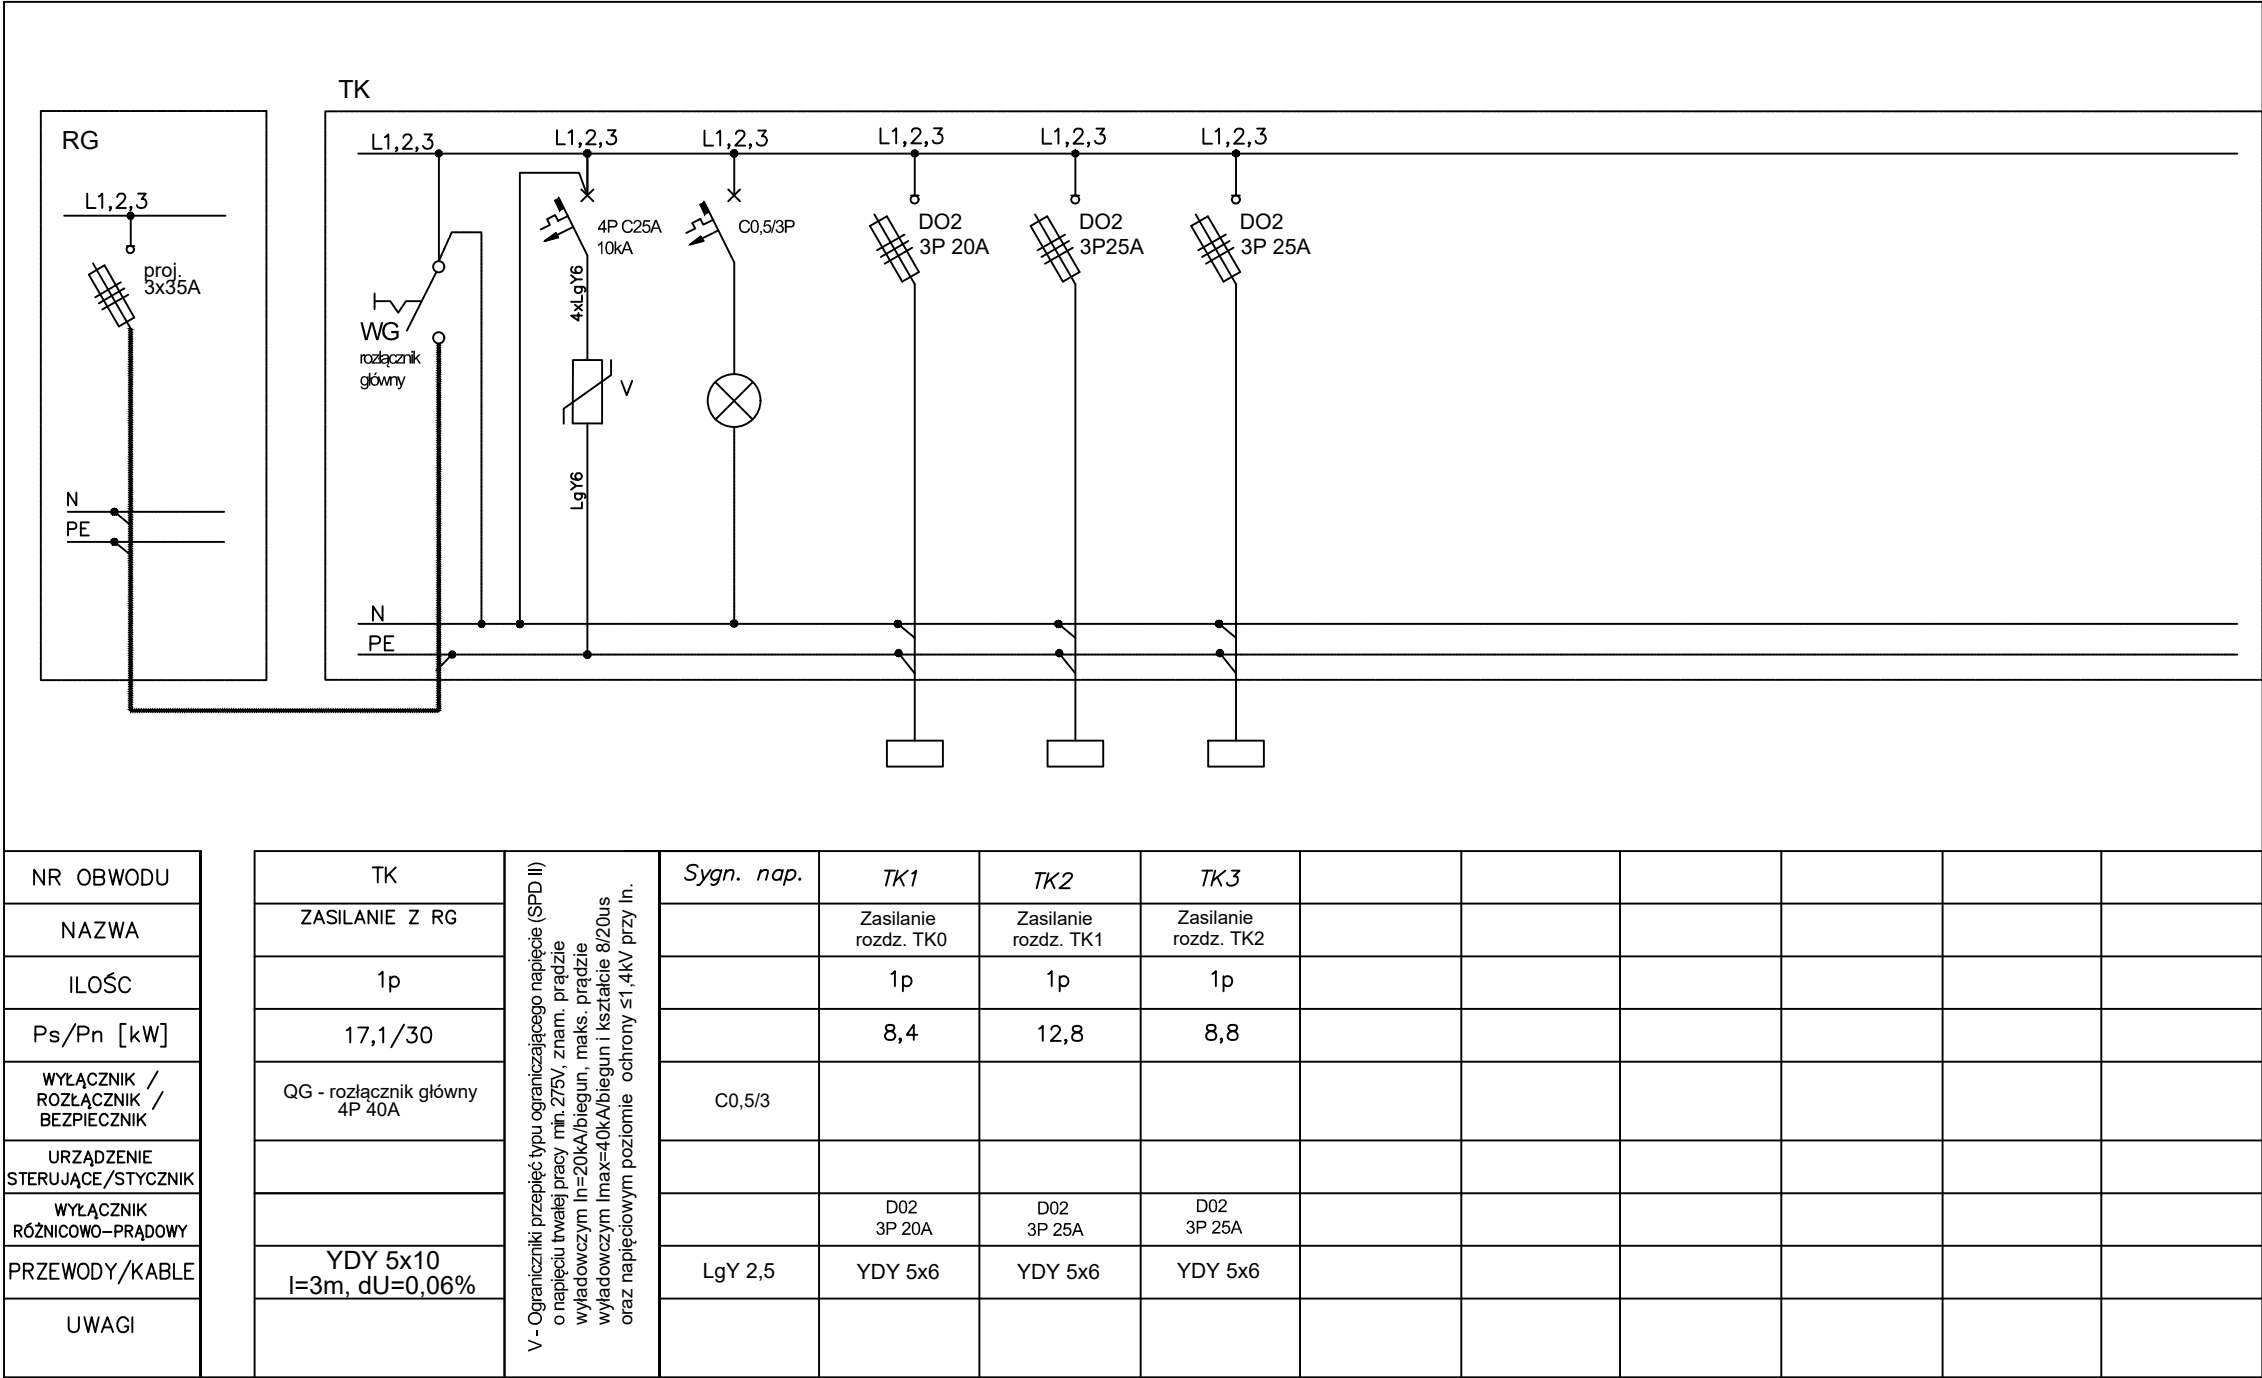 TK
RG
L1,2,3
proj.
3x35A
N
PE
L1,2,3
L1,2,3
L1,2,3
L1,2,3
L1,2,3
L1,2,3
WG
rozłącznik
główny
4P C25A
10kA
4xLgY6
V
LgY6
C0,5/3P
DO2
3P 20A
DO2
3P25A
DO2
3P 25A
N
PE
NR OBWODU
TK
Sygn. nap.
TK1
TK2
TK3
NAZWA
ZASILANIE Z RG
Zasilanie
rozdz. TK0
Zasilanie
rozdz. TK1
Zasilanie
rozdz. TK2
ILOŚC
1p
1p
1p
1p
Ps/Pn [kW]
17,1/30
8,4
12,8
8,8
WYŁĄCZNIK /
ROZŁĄCZNIK /
BEZPIECZNIK
QG - rozłącznik główny
4P 40A
C0,5/3
URZĄDZENIE
STERUJĄCE/STYCZNIK
WYŁĄCZNIK
RÓŻNICOWO-PRĄDOWY
D02
3P 20A
D02
3P 25A
D02
3P 25A
PRZEWODY/KABLE
YDY 5x10
l=3m, dU=0,06%
LgY 2,5
YDY 5x6
YDY 5x6
YDY 5x6
UWAGI
V - Ograniczniki przepięć typu ograniczającego napięcie (SPD II)
o napięciu trwałej pracy min.275V, znam. prądzie
wyładowczym In=20kA/biegun, maks. prądzie
wyładowczym Imax=40kA/biegun i kształcie 8/20us
oraz napięciowym poziomie ochrony ≤1,4kV przy In.